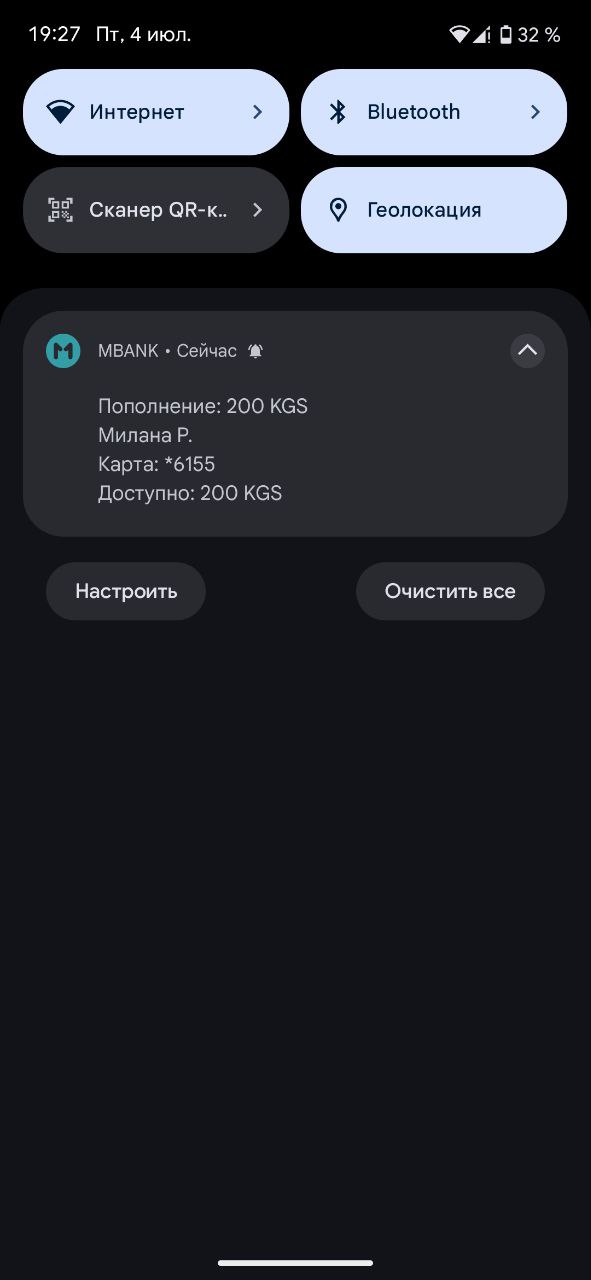 19:27 Пт, 4 июл. 32 %
Интернет
Bluetooth
Сканер QR-к..
Геолокация
MBANK • Сейчас
Пополнение: 200 KGS
Милана Р.
Карта: *6155
Доступно: 200 KGS
Настроить
Очистить все